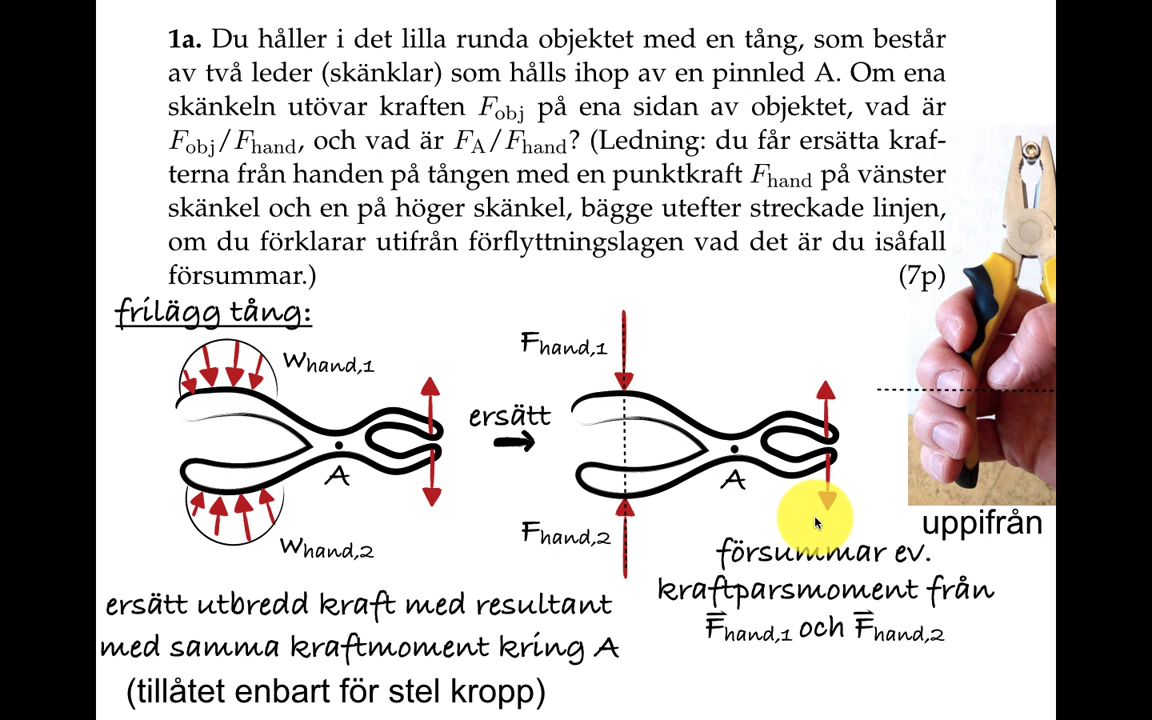 1a. Du håller i det lilla runda objektet med en tång, som består
av två leder (skänklar) som hålls ihop av en pinnled A. Om ena
skänkeln utövar kraften Fobj på ena sidan av objektet, vad är
Fobj/Fhand, och vad är FA/Fhand? (Ledning: du får ersätta kraf-
terna från handen på tången med en punktkraft Fhand på vänster
skänkel och en på höger skänkel, bägge utefter streckade linjen,
om du förklarar utifrån förflyttningslagen vad det är du isåfall
försummar.) (7p)
frilägg tång:
whand,1
Fhand,1
ersätt
A
A
whand,2
Fhand,2
uppifrån
försummar ev.
kraftparsmoment från
F⃗hand,1 och F⃗hand,2
ersätt utbredd kraft med resultant
med samma kraftmoment kring A
(tillåtet enbart för stel kropp)